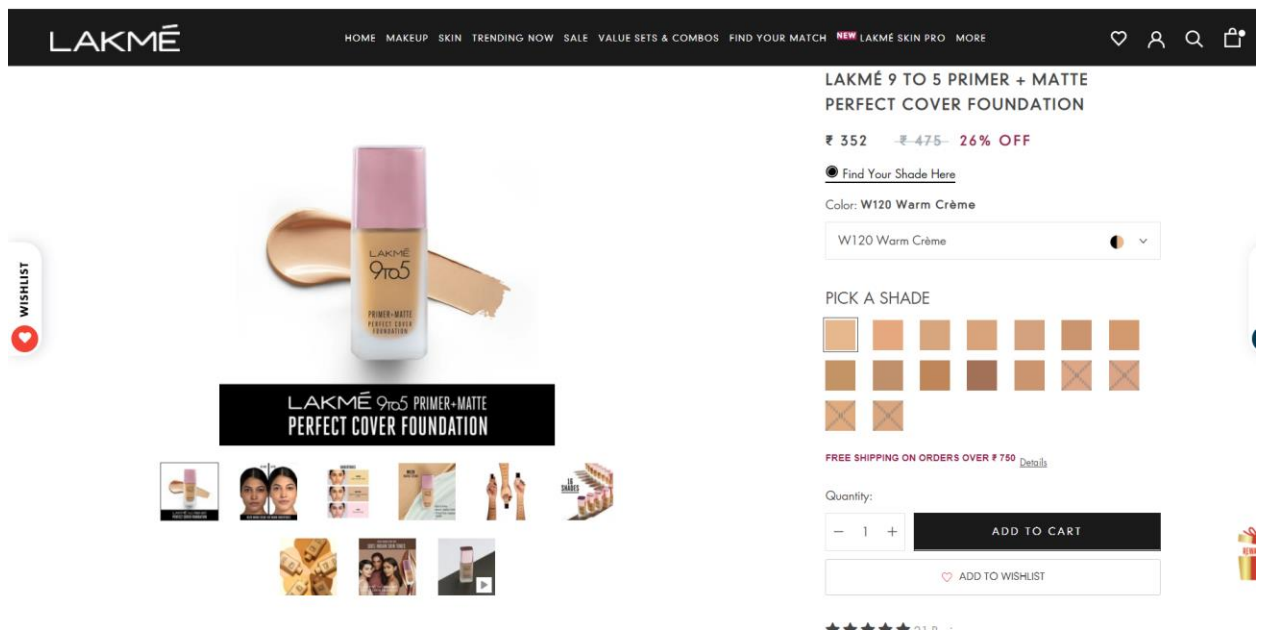 LAKMÉ
HOME MAKEUP SKIN TRENDING NOW SALE VALUE SETS & COMBOS FIND YOUR MATCH NEW LAKMÉ SKIN PRO MORE
LAKMÉ 9 TO 5 PRIMER + MATTE
PERFECT COVER FOUNDATION
₹ 352 ₹ 475 26% OFF
Find Your Shade Here
Color: W120 Warm Crème
W120 Warm Crème
PICK A SHADE
FREE SHIPPING ON ORDERS OVER ₹ 750 Details
Quantity:
− 1 + ADD TO CART
ADD TO WISHLIST
WISHLIST
LAKMÉ
9TO5
PRIMER+MATTE
PERFECT COVER
FOUNDATION
LAKMÉ 9TO5 PRIMER+MATTE
PERFECT COVER FOUNDATION
16
SHADES